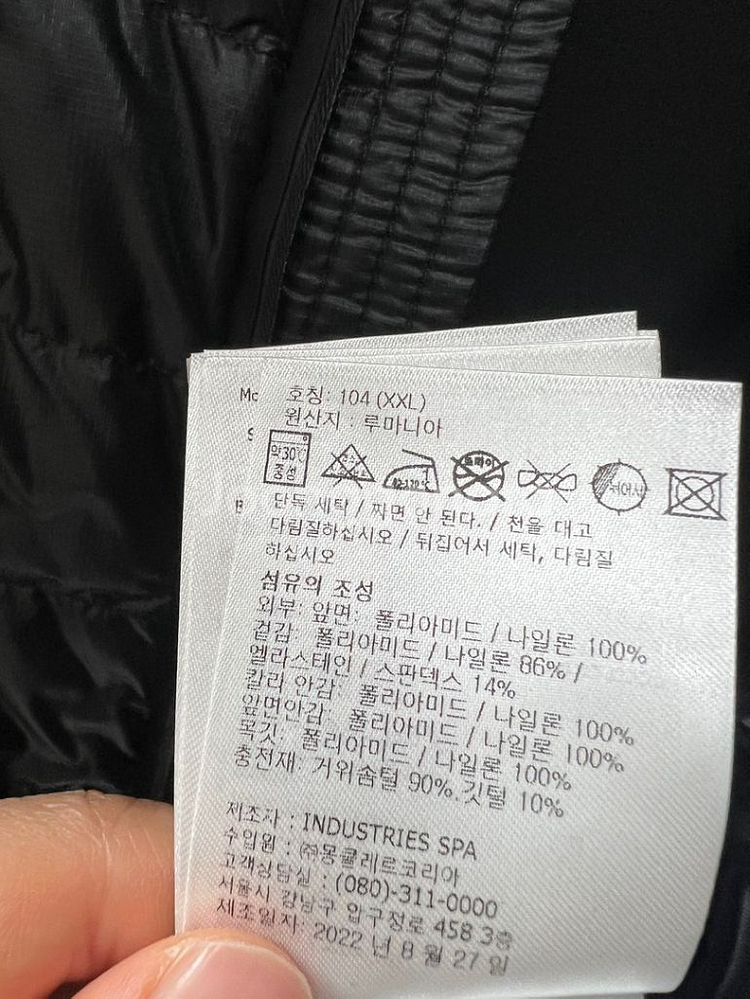 호칭: 104 (XXL)
원산지 : 루마니아
약30℃
중성
드라이
단독 세탁 / 짜면 안 된다. / 천을 대고
다림질하십시오 / 뒤집어서 세탁, 다림질
하십시오
섬유의 조성
외부: 앞면: 폴리아미드 / 나일론 100%
겉감: 폴리아미드 / 나일론 86% /
엘라스테인 / 스판덱스 14%
칼라 안감: 폴리아미드 / 나일론 100%
앞면안감: 폴리아미드 / 나일론 100%
목깃: 폴리아미드 / 나일론 100%
충전재: 거위솜털 90%.깃털 10%
제조자 : INDUSTRIES SPA
수입원 : ㈜몽클레르코리아
고객상담실 : (080)-311-0000
서울시 강남구 압구정로 458 3층
제조일지: 2022 년 8 월 27 일